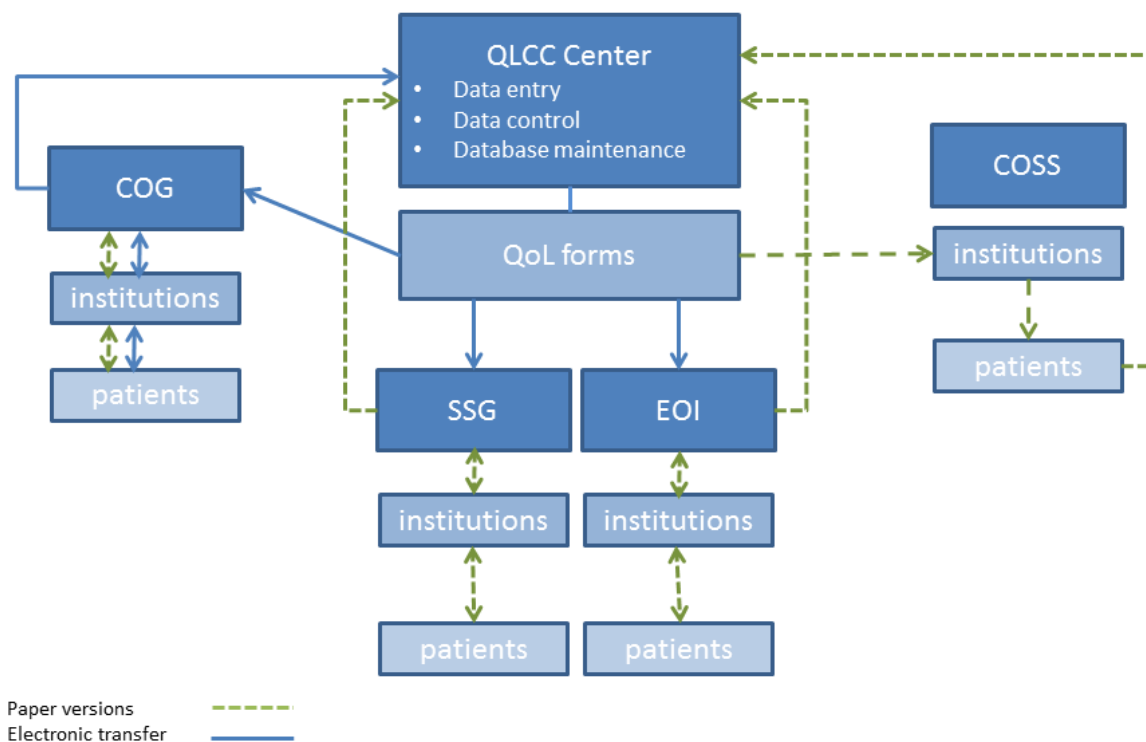 QLCC Center
• Data entry
• Data control
• Database maintenance
COG
institutions
patients
QoL forms
COSS
institutions
patients
SSG
institutions
patients
EOI
institutions
patients
Paper versions
Electronic transfer